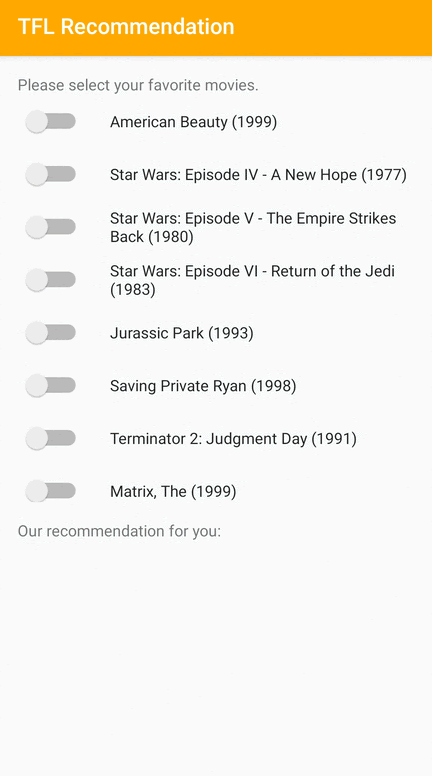 TFL Recommendation
Please select your favorite movies.
American Beauty (1999)
Star Wars: Episode IV - A New Hope (1977)
Star Wars: Episode V - The Empire Strikes
Back (1980)
Star Wars: Episode VI - Return of the Jedi
(1983)
Jurassic Park (1993)
Saving Private Ryan (1998)
Terminator 2: Judgment Day (1991)
Matrix, The (1999)
Our recommendation for you: